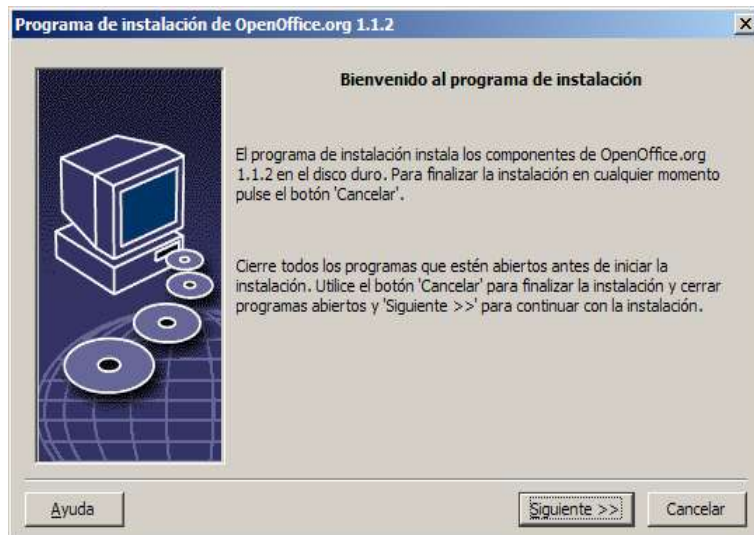 Programa de instalación de OpenOffice.org 1.1.2
Bienvenido al programa de instalación
El programa de instalación instala los componentes de OpenOffice.org
1.1.2 en el disco duro. Para finalizar la instalación en cualquier momento
pulse el botón 'Cancelar'.
Cierre todos los programas que estén abiertos antes de iniciar la
instalación. Utilice el botón 'Cancelar' para finalizar la instalación y cerrar
programas abiertos y 'Siguiente >>' para continuar con la instalación.
Ayuda
Siguiente >>
Cancelar